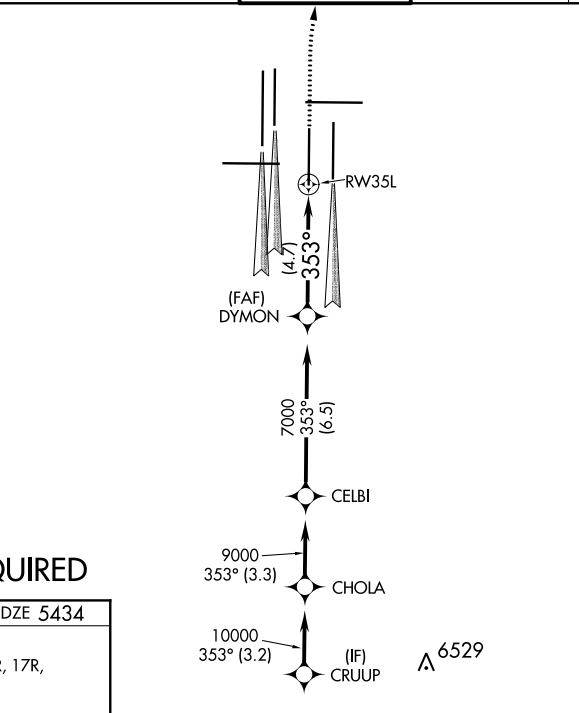 RW35L
353°
(4.7)
(FAF)
DYMON
7000
353°
(6.5)
CELBI
9000
353° (3.3)
CHOLA
10000
353° (3.2)
(IF)
CRUUP
6529
QUIRED
DZE 5434
, 17R,